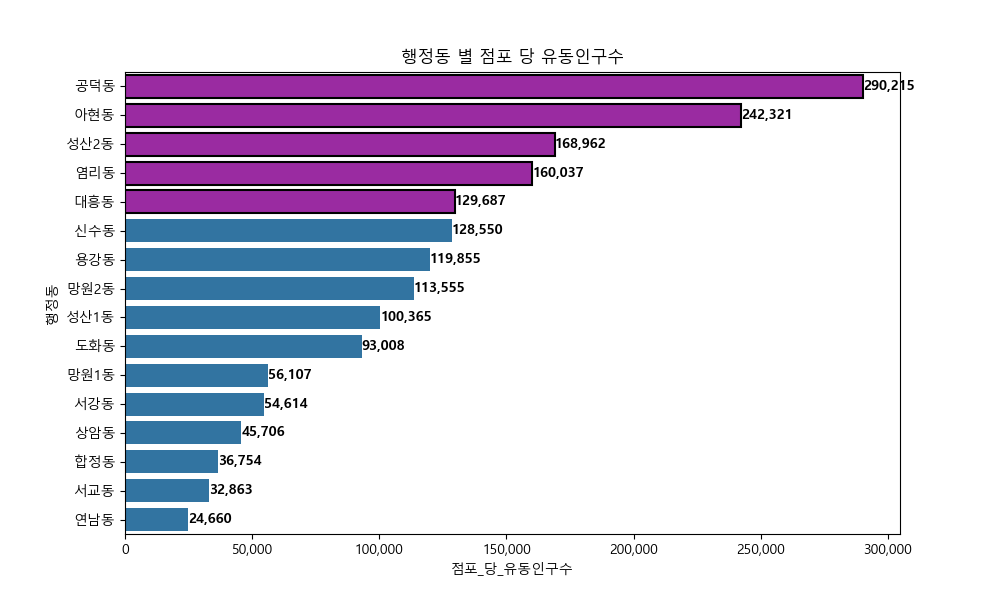 행정동 별 점포 당 유동인구수
공덕동 290,215
아현동 242,321
성산2동 168,962
염리동 160,037
대흥동 129,687
신수동 128,550
용강동 119,855
망원2동 113,555
성산1동 100,365
도화동 93,008
망원1동 56,107
서강동 54,614
상암동 45,706
합정동 36,754
서교동 32,863
연남동 24,660
행정동
0 50,000 100,000 150,000 200,000 250,000 300,000
점포_당_유동인구수